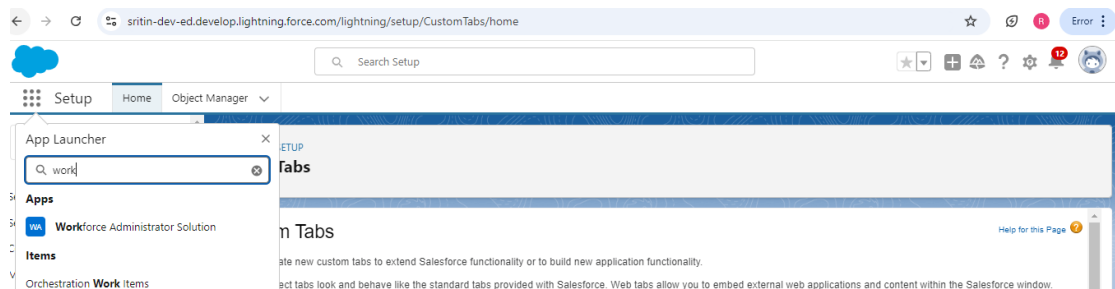 sritin-dev-ed.develop.lightning.force.com/lightning/setup/CustomTabs/home
R
Error
Search Setup
12
Setup
Home
Object Manager
App Launcher
SETUP
Tabs
work
Apps
WA
Workforce Administrator Solution
m Tabs
Help for this Page
Items
ate new custom tabs to extend Salesforce functionality or to build new application functionality.
Orchestration Work Items
ect tabs look and behave like the standard tabs provided with Salesforce. Web tabs allow you to embed external web applications and content within the Salesforce window.